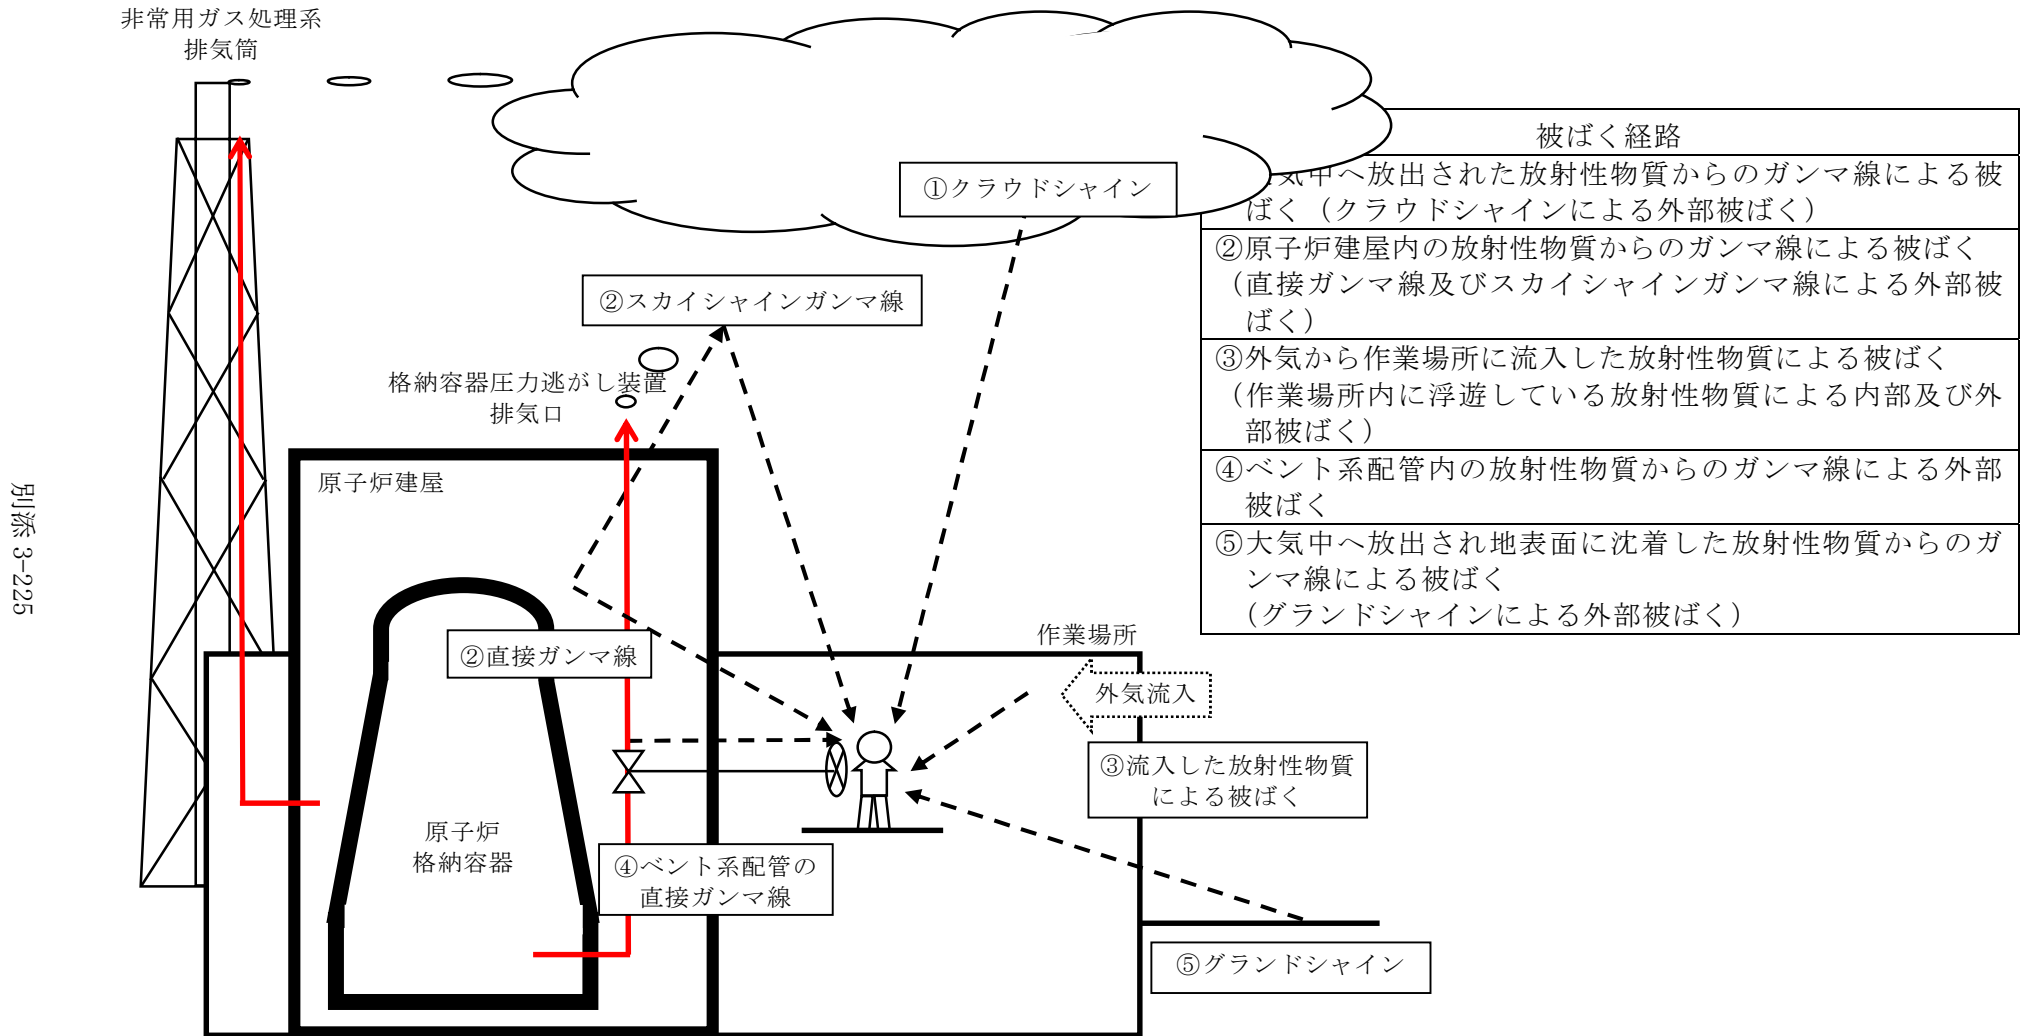 非常用ガス処理系
排気筒
①クラウドシャイン
②スカイシャインガンマ線
格納容器圧力逃がし装置
排気口
原子炉建屋
②直接ガンマ線
作業場所
外気流入
③流入した放射性物質
による被ばく
原子炉
格納容器
④ベント系配管の
直接ガンマ線
⑤グランドシャイン
被ばく経路
気中へ放出された放射性物質からのガンマ線による被
ばく（クラウドシャインによる外部被ばく）
②原子炉建屋内の放射性物質からのガンマ線による被ばく
（直接ガンマ線及びスカイシャインガンマ線による外部被
ばく）
③外気から作業場所に流入した放射性物質による被ばく
（作業場所内に浮遊している放射性物質による内部及び外
部被ばく）
④ベント系配管内の放射性物質からのガンマ線による外部
被ばく
⑤大気中へ放出され地表面に沈着した放射性物質からのガ
ンマ線による被ばく
（グランドシャインによる外部被ばく）
別添 3-225